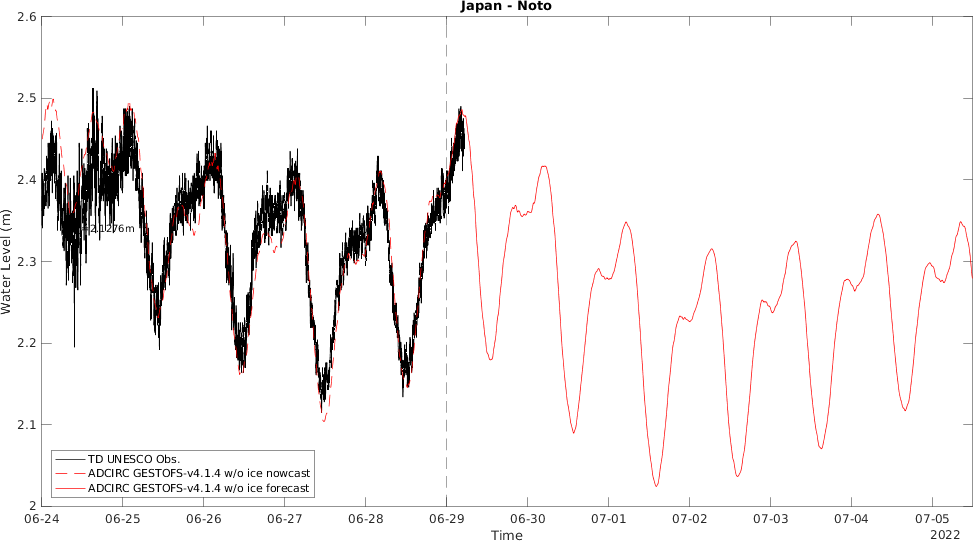 Japan - Noto
2.6
2.5
2.4
2.3
2.2
2.1
2
Water Level (m)
2.1276m
TD UNESCO Obs.
ADCIRC GESTOFS-v4.1.4 w/o ice nowcast
ADCIRC GESTOFS-v4.1.4 w/o ice forecast
06-24 06-25 06-26 06-27 06-28 06-29 06-30 07-01 07-02 07-03 07-04 07-05
Time
2022